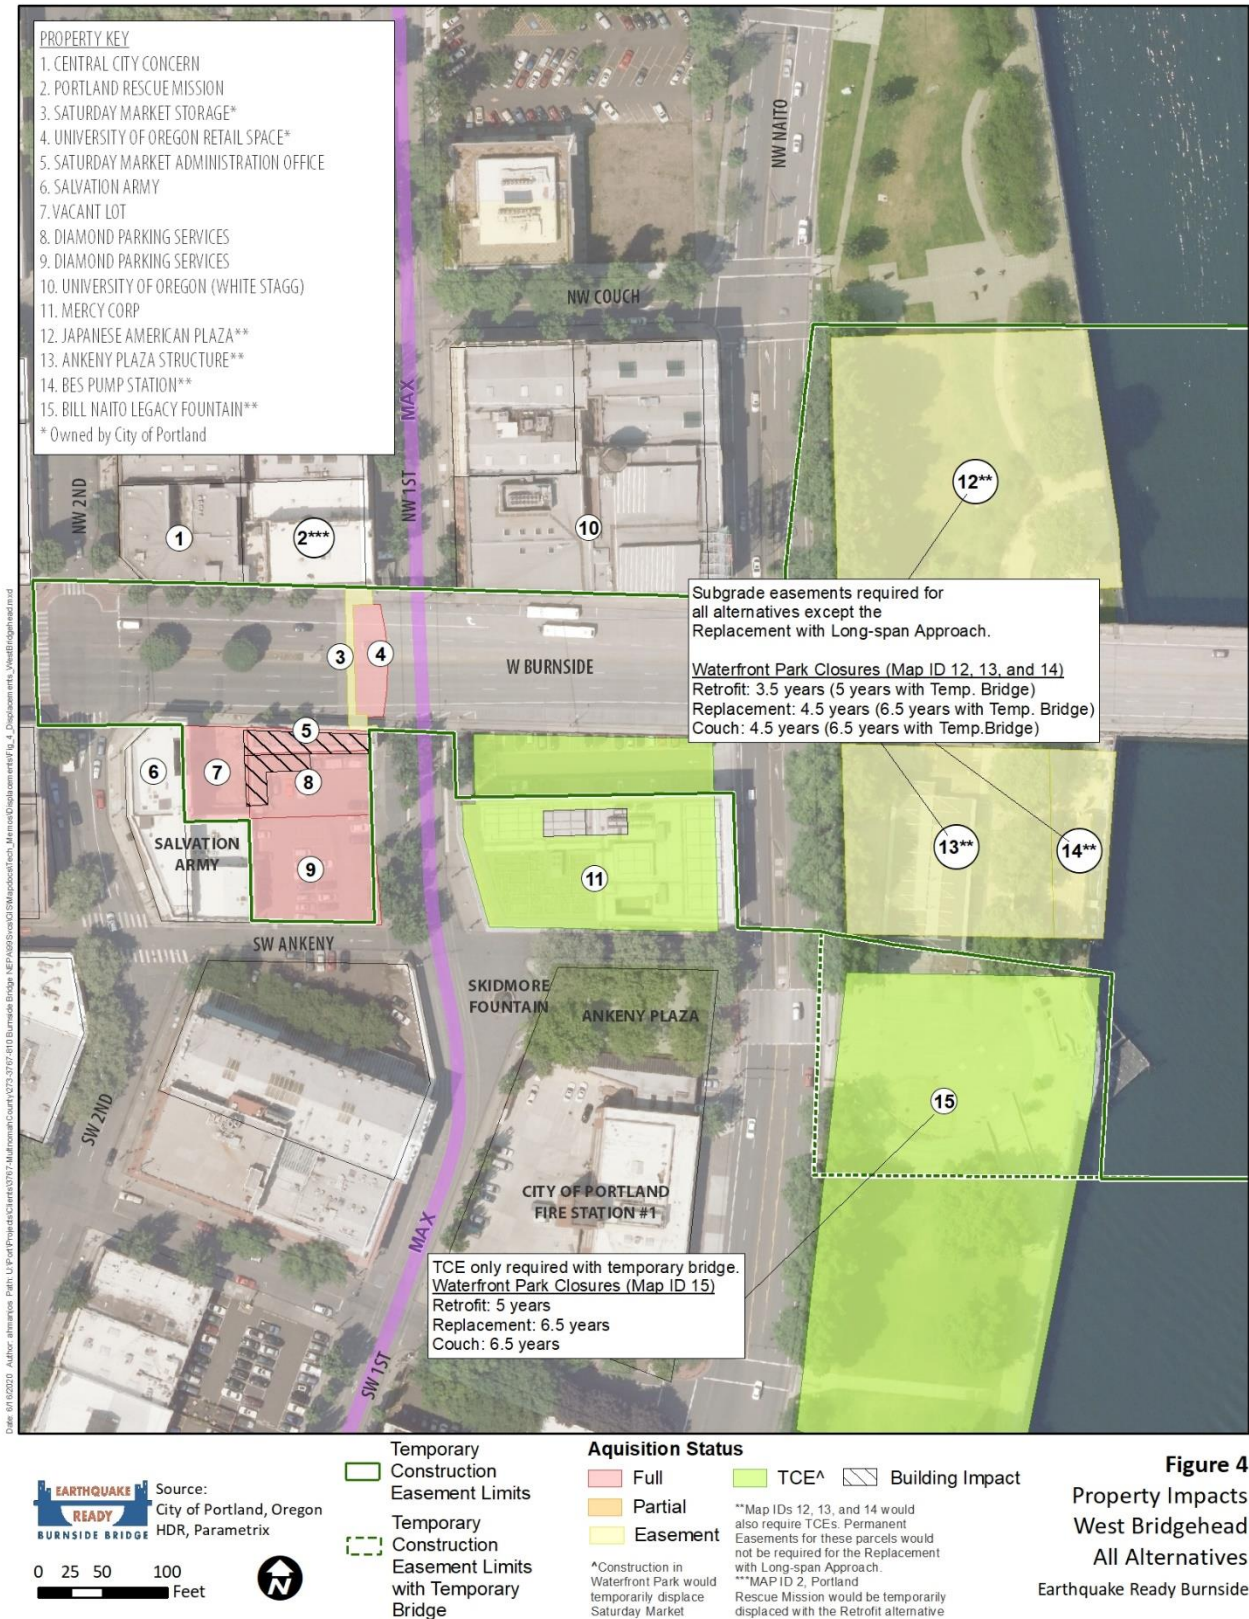 PROPERTY KEY
1. CENTRAL CITY CONCERN
2. PORTLAND RESCUE MISSION
3. SATURDAY MARKET STORAGE*
4. UNIVERSITY OF OREGON RETAIL SPACE*
5. SATURDAY MARKET ADMINISTRATION OFFICE
6. SALVATION ARMY
7. VACANT LOT
8. DIAMOND PARKING SERVICES
9. DIAMOND PARKING SERVICES
10. UNIVERSITY OF OREGON (WHITE STAGG)
11. MERCY CORP
12. JAPANESE AMERICAN PLAZA**
13. ANKENY PLAZA STRUCTURE**
14. BES PUMP STATION**
15. BILL NAITO LEGACY FOUNTAIN**
* Owned by City of Portland
NW NAITO
NW COUCH
MAX
NW 1ST
NW 2ND
1
2***
10
12**
Subgrade easements required for
all alternatives except the
Replacement with Long-span Approach.
Waterfront Park Closures (Map ID 12, 13, and 14)
Retrofit: 3.5 years (5 years with Temp. Bridge)
Replacement: 4.5 years (6.5 years with Temp. Bridge)
Couch: 4.5 years (6.5 years with Temp.Bridge)
3
4
W BURNSIDE
5
6
7
8
SALVATION
ARMY
9
11
13**
14**
SW ANKENY
SKIDMORE
FOUNTAIN
ANKENY PLAZA
SW 2ND
15
CITY OF PORTLAND
FIRE STATION #1
MAX
TCE only required with temporary bridge.
Waterfront Park Closures (Map ID 15)
Retrofit: 5 years
Replacement: 6.5 years
Couch: 6.5 years
SW 1ST
EARTHQUAKE
READY
BURNSIDE BRIDGE
Source:
City of Portland, Oregon
HDR, Parametrix
0 25 50 100
Feet
N
Temporary
Construction
Easement Limits
Temporary
Construction
Easement Limits
with Temporary
Bridge
Aquisition Status
Full
Partial
Easement
TCE^
Building Impact
^Construction in
Waterfront Park would
temporarily displace
Saturday Market
**Map IDs 12, 13, and 14 would
also require TCEs. Permanent
Easements for these parcels would
not be required for the Replacement
with Long-span Approach.
***MAP ID 2, Portland
Rescue Mission would be temporarily
displaced with the Retrofit alternative
Figure 4
Property Impacts
West Bridgehead
All Alternatives
Earthquake Ready Burnside